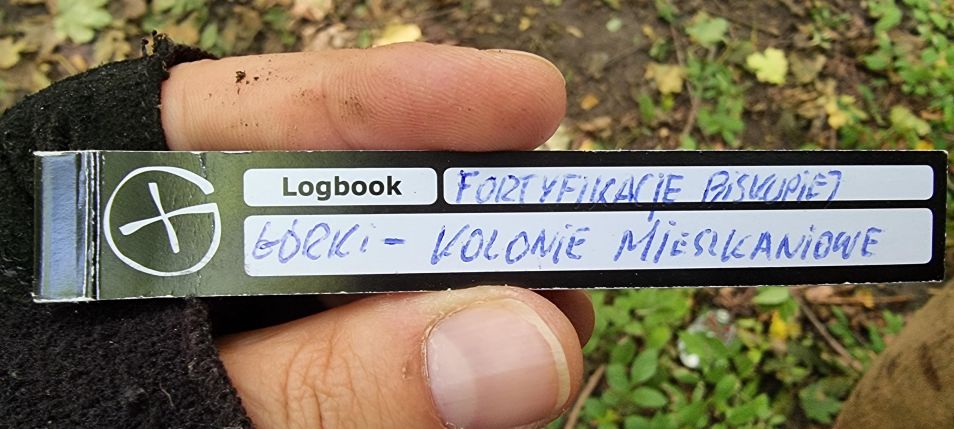 Logbook
FORTYFIKACJE BISKUPIEJ
GÓRKI - KOLONIE MIESZKANIOWE